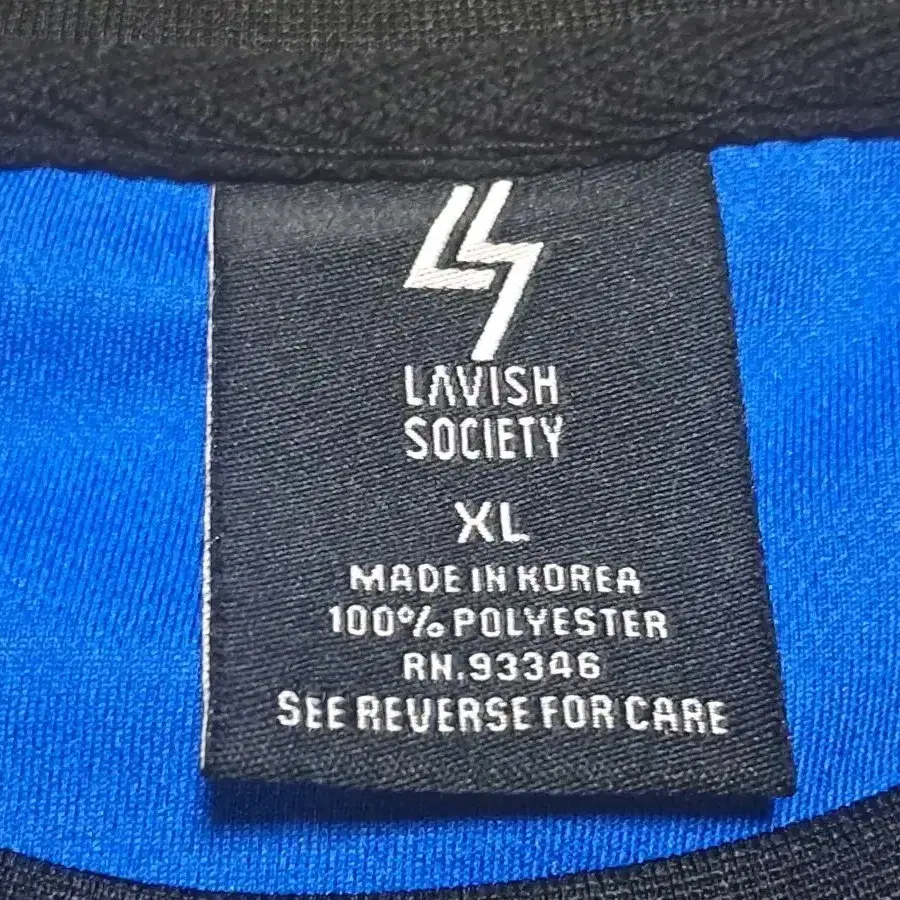 LAVISH
SOCIETY
XL
MADE IN KOREA
100% POLYESTER
RN.93346
SEE REVERSE FOR CARE